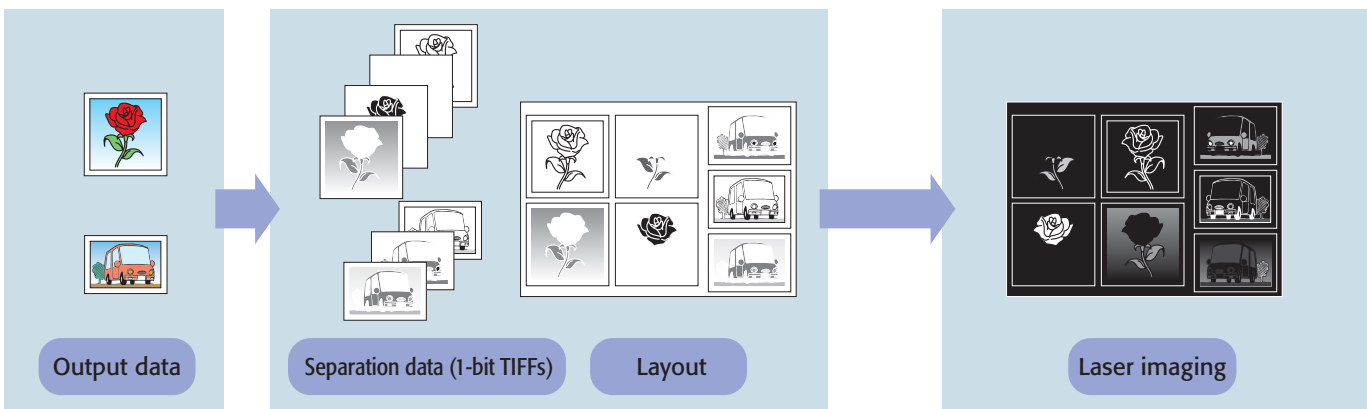 Output data
Separation data (1-bit TIFFs)
Layout
Laser imaging